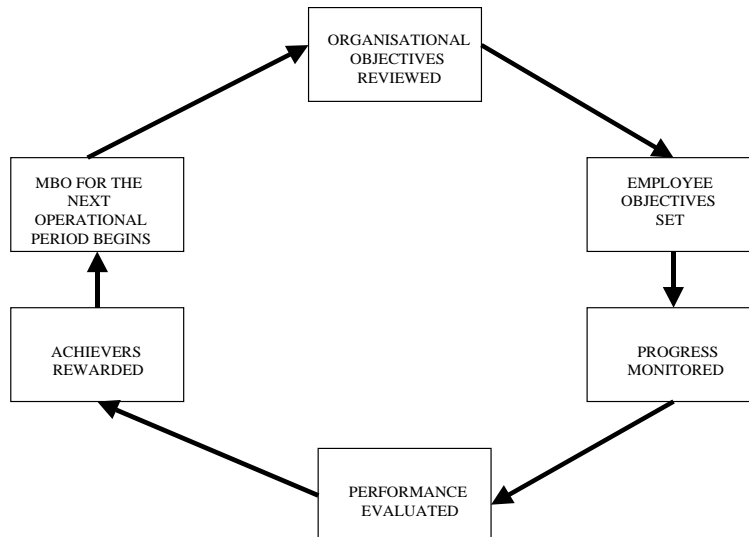 ORGANISATIONAL
OBJECTIVES
REVIEWED
EMPLOYEE
OBJECTIVES
SET
PROGRESS
MONITORED
PERFORMANCE
EVALUATED
ACHIEVERS
REWARDED
MBO FOR THE
NEXT
OPERATIONAL
PERIOD BEGINS